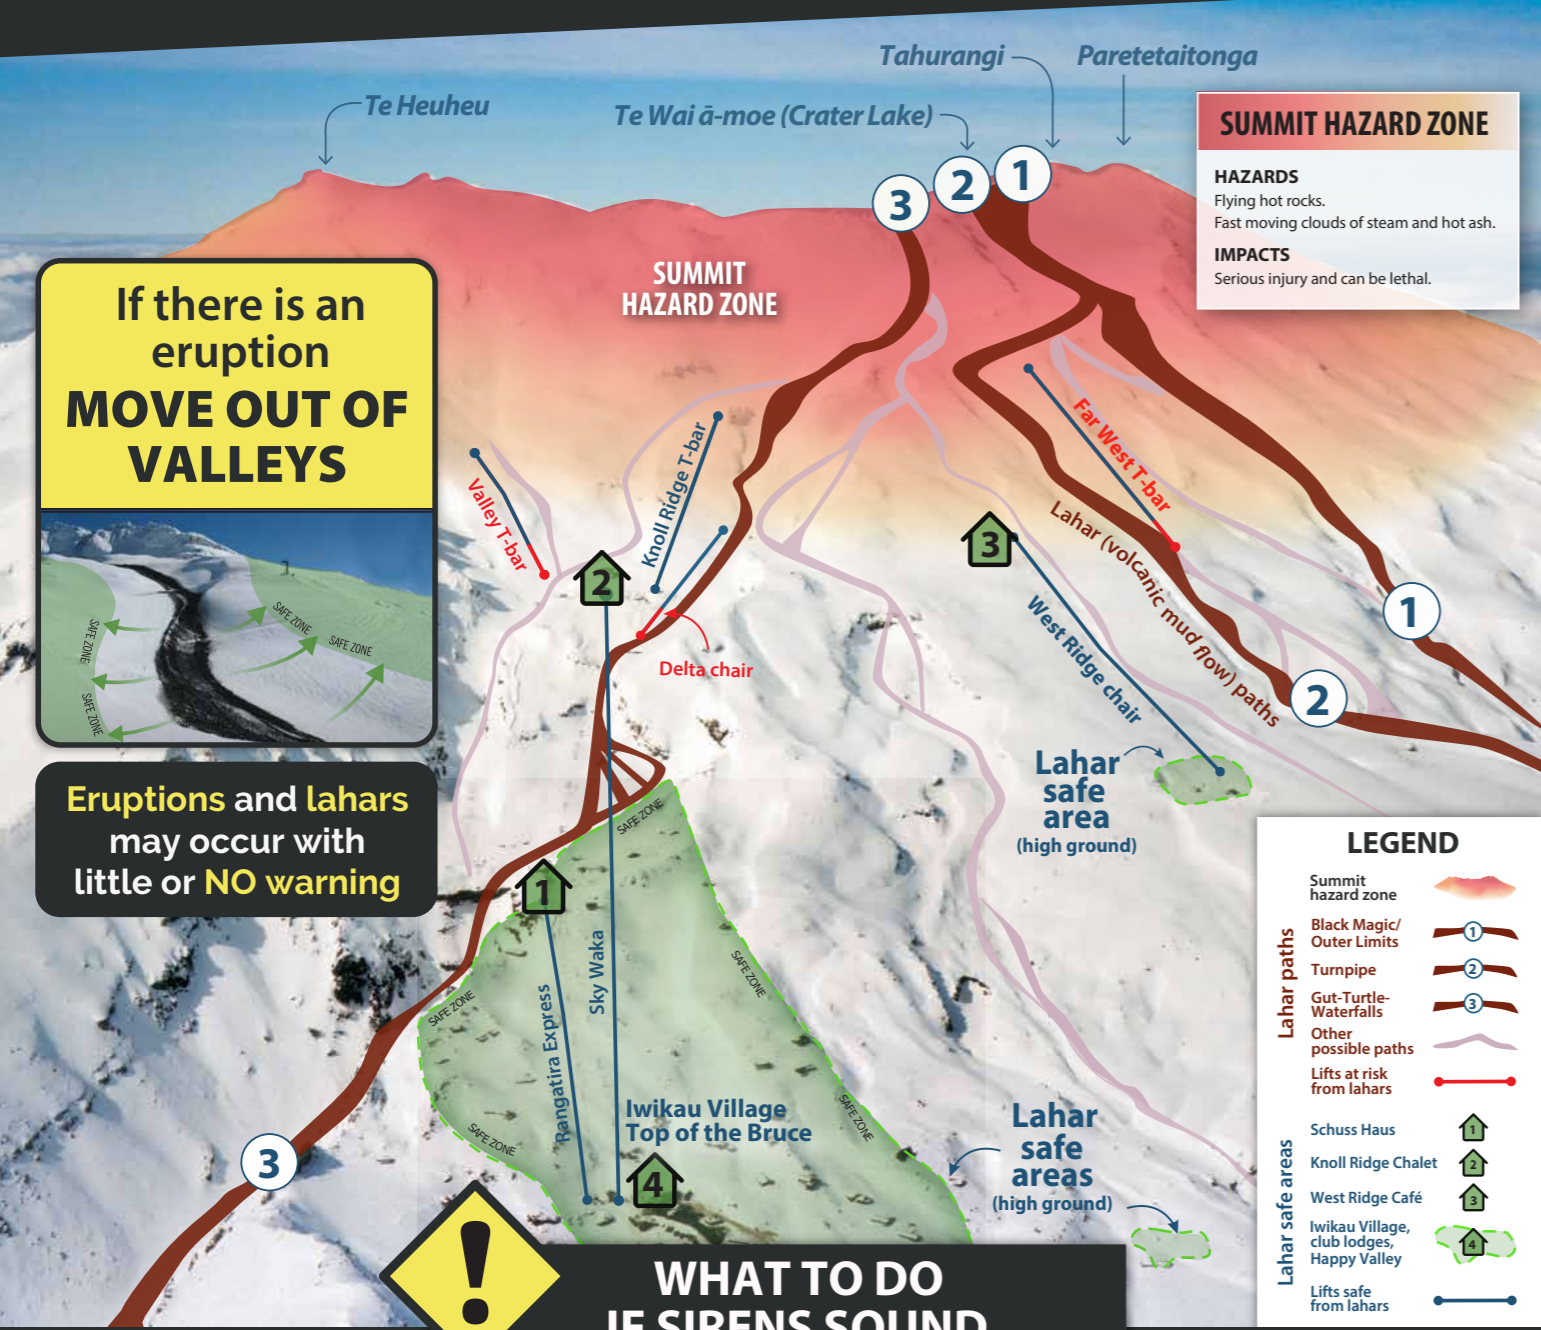 Tahurangi
Paretetaitonga
Te Heuheu
Te Wai ā-moe (Crater Lake)
SUMMIT HAZARD ZONE
HAZARDS
Flying hot rocks.
Fast moving clouds of steam and hot ash.
IMPACTS
Serious injury and can be lethal.
3
2
1
SUMMIT
HAZARD ZONE
If there is an
eruption
MOVE OUT OF
VALLEYS
SAFE ZONE
SAFE ZONE
SAFE ZONE
SAFE ZONE
Eruptions and lahars
may occur with
little or NO warning
Valley T-bar
Knoll Ridge T-bar
Far West T-bar
Lahar (volcanic mud flow) paths
2
3
1
West Ridge chair
Delta chair
2
Lahar
safe
area
(high ground)
SAFE ZONE
1
SAFE ZONE
SAFE ZONE
Sky Waka
Rangatira Express
SAFE ZONE
SAFE ZONE
Iwikau Village
Top of the Bruce
4
3
Lahar
safe
areas
(high ground)
!
WHAT TO DO
IF SIRENS SOUND
LEGEND
Summit
hazard zone
Lahar paths
Black Magic/
Outer Limits
1
Turnpipe
2
Gut-Turtle-
Waterfalls
3
Other
possible paths
Lifts at risk
from lahars
Lahar safe areas
Schuss Haus
1
Knoll Ridge Chalet
2
West Ridge Café
3
Iwikau Village,
club lodges,
Happy Valley
4
Lifts safe
from lahars